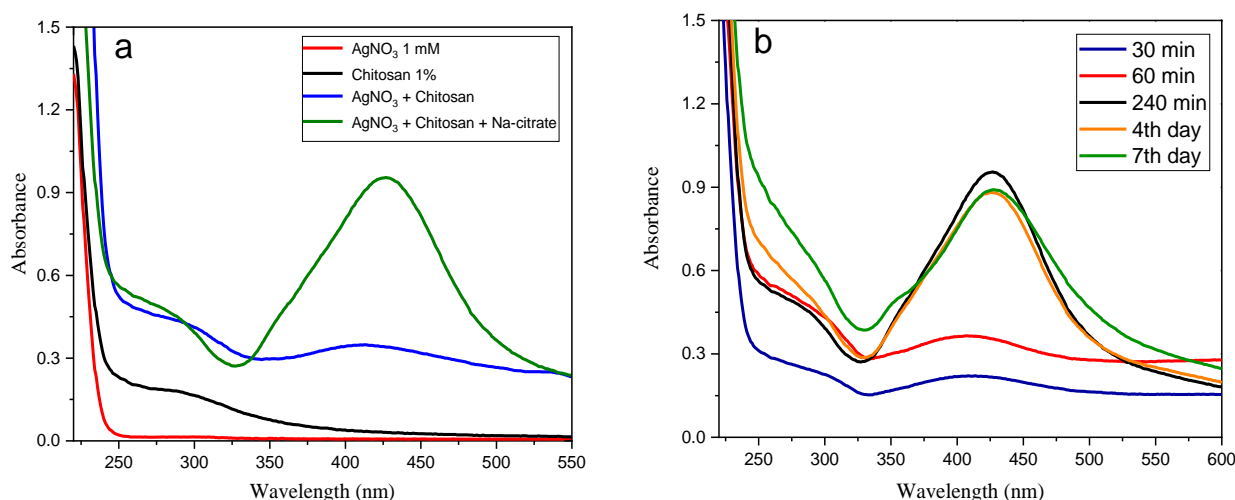 a
AgNO₃ 1 mM
Chitosan 1%
AgNO₃ + Chitosan
AgNO₃ + Chitosan + Na-citrate
1.5
1.2
0.9
0.6
0.3
0.0
Absorbance
250 300 350 400 450 500 550
Wavelength (nm)
b
30 min
60 min
240 min
4th day
7th day
1.5
1.2
0.9
0.6
0.3
0.0
Absorbance
250 300 350 400 450 500 550 600
Wavelength (nm)